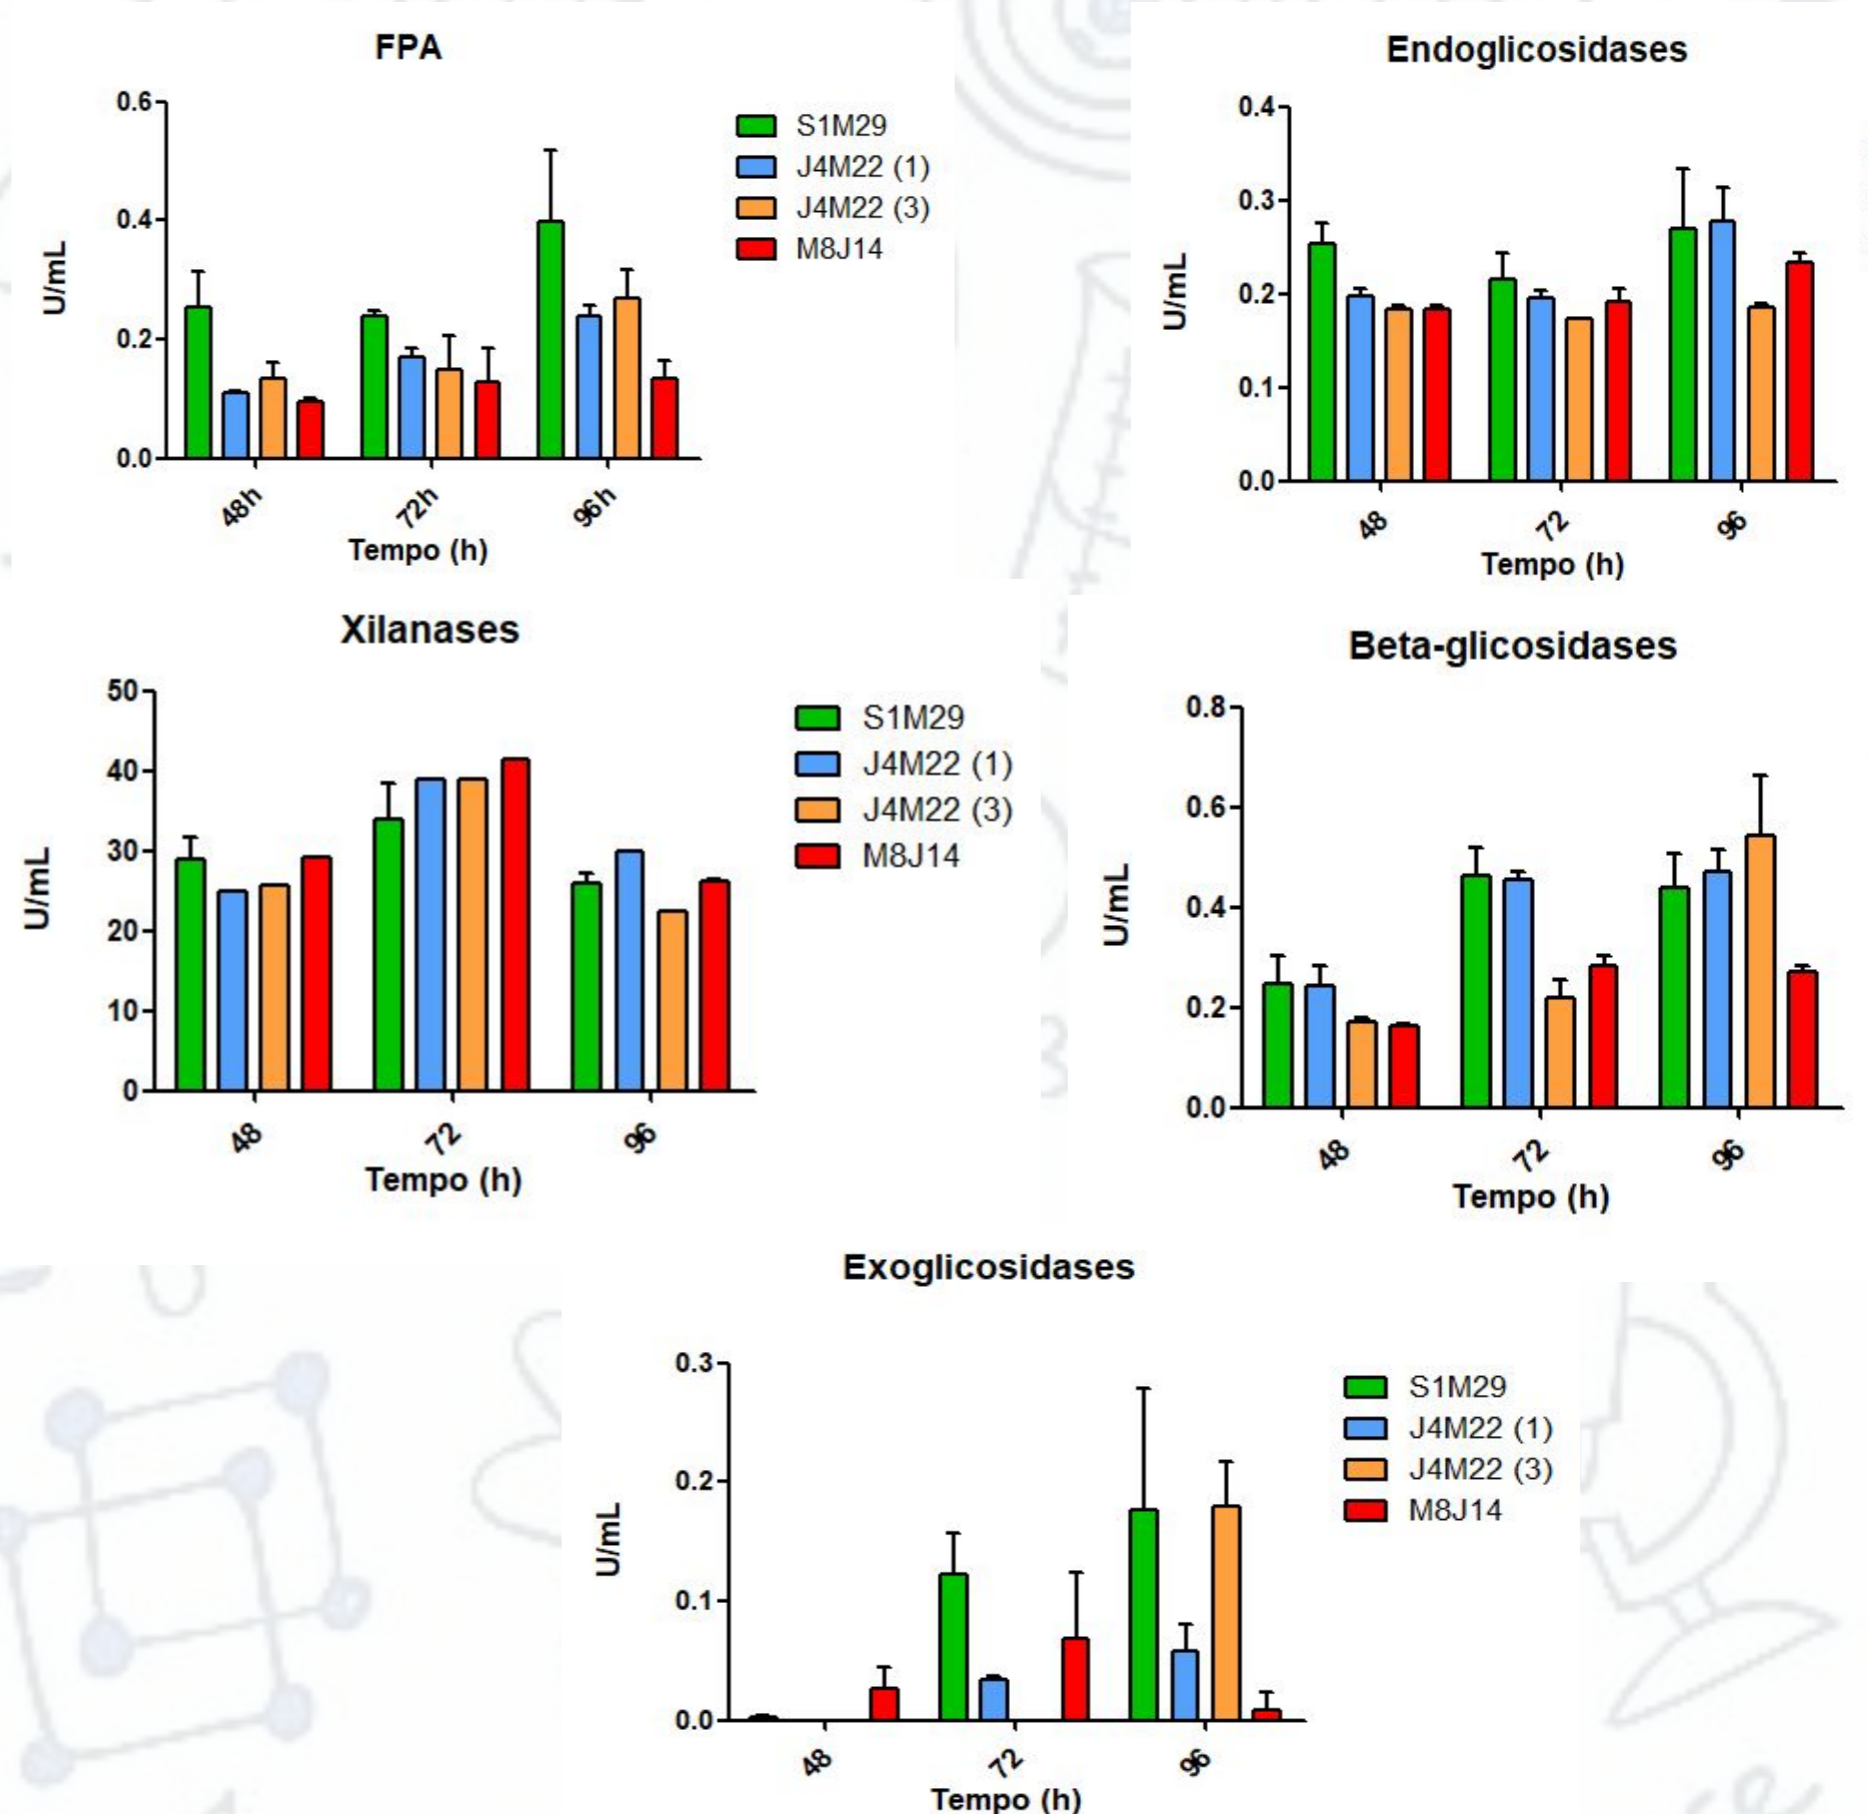 FPA
0.6
0.4
0.2
0.0
U/mL
48h
72h
96h
Tempo (h)
S1M29
J4M22 (1)
J4M22 (3)
M8J14
Endoglicosidases
0.4
0.3
0.2
0.1
0.0
U/mL
48
72
96
Tempo (h)
Xilanases
50
40
30
20
10
0
U/mL
48
72
96
Tempo (h)
S1M29
J4M22 (1)
J4M22 (3)
M8J14
Beta-glicosidases
0.8
0.6
0.4
0.2
0.0
U/mL
48
72
96
Tempo (h)
Exoglicosidases
0.3
0.2
0.1
0.0
U/mL
48
72
96
Tempo (h)
S1M29
J4M22 (1)
J4M22 (3)
M8J14